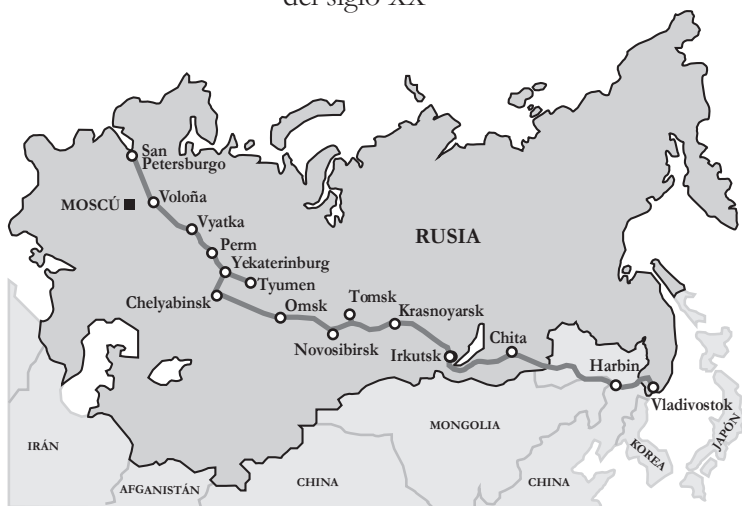 del siglo XX
San
Petersburgo
MOSCÚ
Voloña
Vyatka
Perm
Yekaterinburg
Tyumen
Chelyabinsk
Omsk
Tomsk
Novosibirsk
Krasnoyarsk
RUSIA
Irkutsk
Chita
Harbin
Vladivostok
IRÁN
AFGANISTÁN
CHINA
MONGOLIA
CHINA
KOREA
JAPÓN